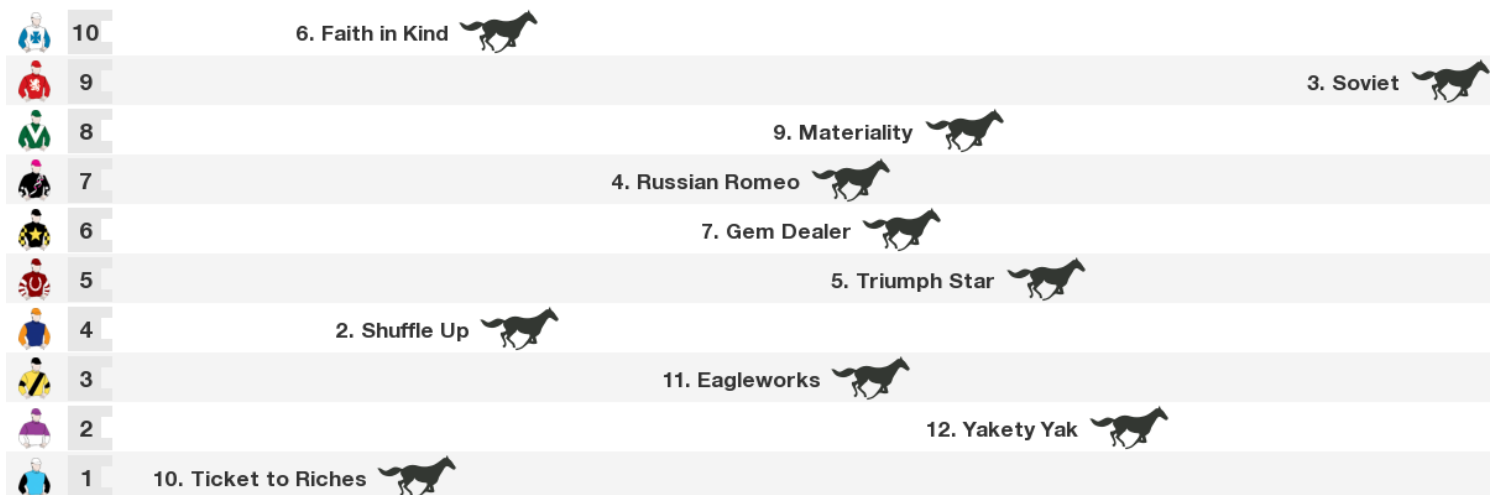 10 6. Faith in Kind
9 3. Soviet
8 9. Materiality
7 4. Russian Romeo
6 7. Gem Dealer
5 5. Triumph Star
4 2. Shuffle Up
3 11. Eagleworks
2 12. Yakety Yak
1 10. Ticket to Riches